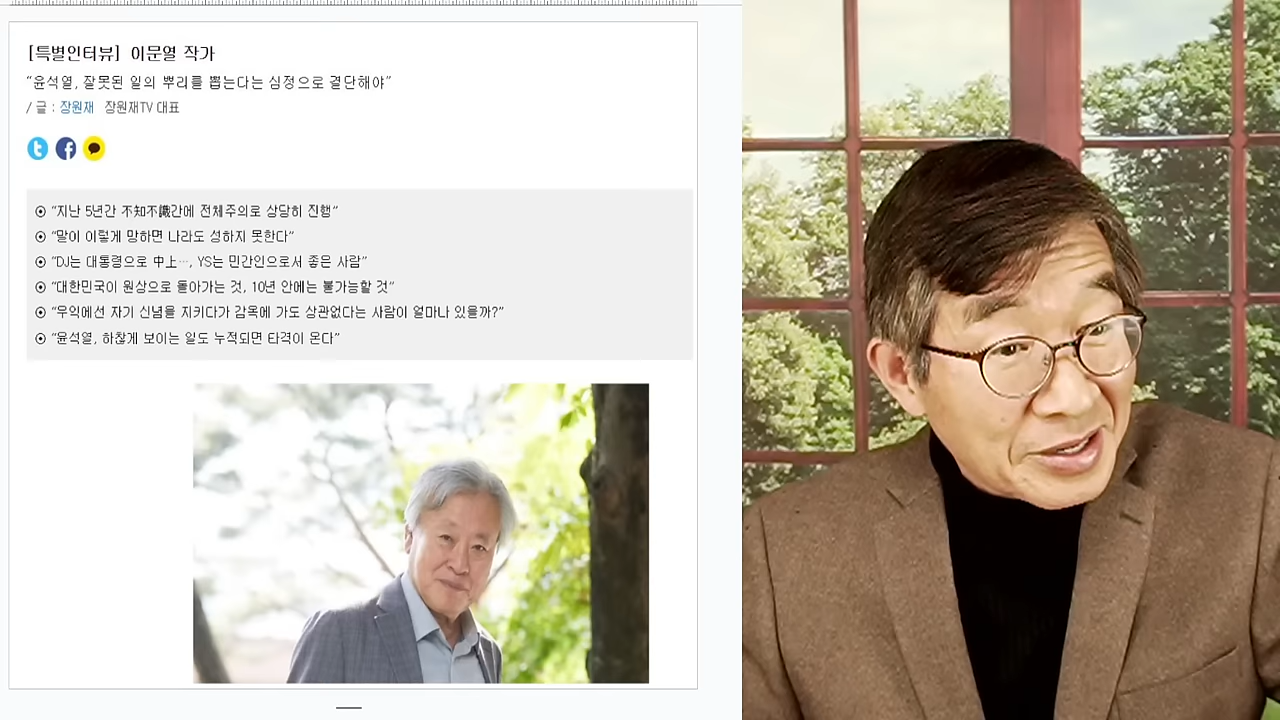 [특별인터뷰] 이문열 작가
“윤석열, 잘못된 일의 뿌리를 뽑는다는 심정으로 결단해야”
/ 글 : 장원재 장원재TV 대표
⊙ “지난 5년간 不知不識간에 전체주의로 상당히 진행”
⊙ “말이 이렇게 망하면 나라도 성하지 못한다”
⊙ “DJ는 대통령으로 中上…, YS는 민간인으로서 좋은 사람”
⊙ “대한민국이 원상으로 돌아가는 것, 10년 안에는 불가능할 것”
⊙ “우익에선 자기 신념을 지키다가 감옥에 가도 상관없다는 사람이 얼마나 있을까?”
⊙ “윤석열, 하찮게 보이는 일도 누적되면 타격이 온다”